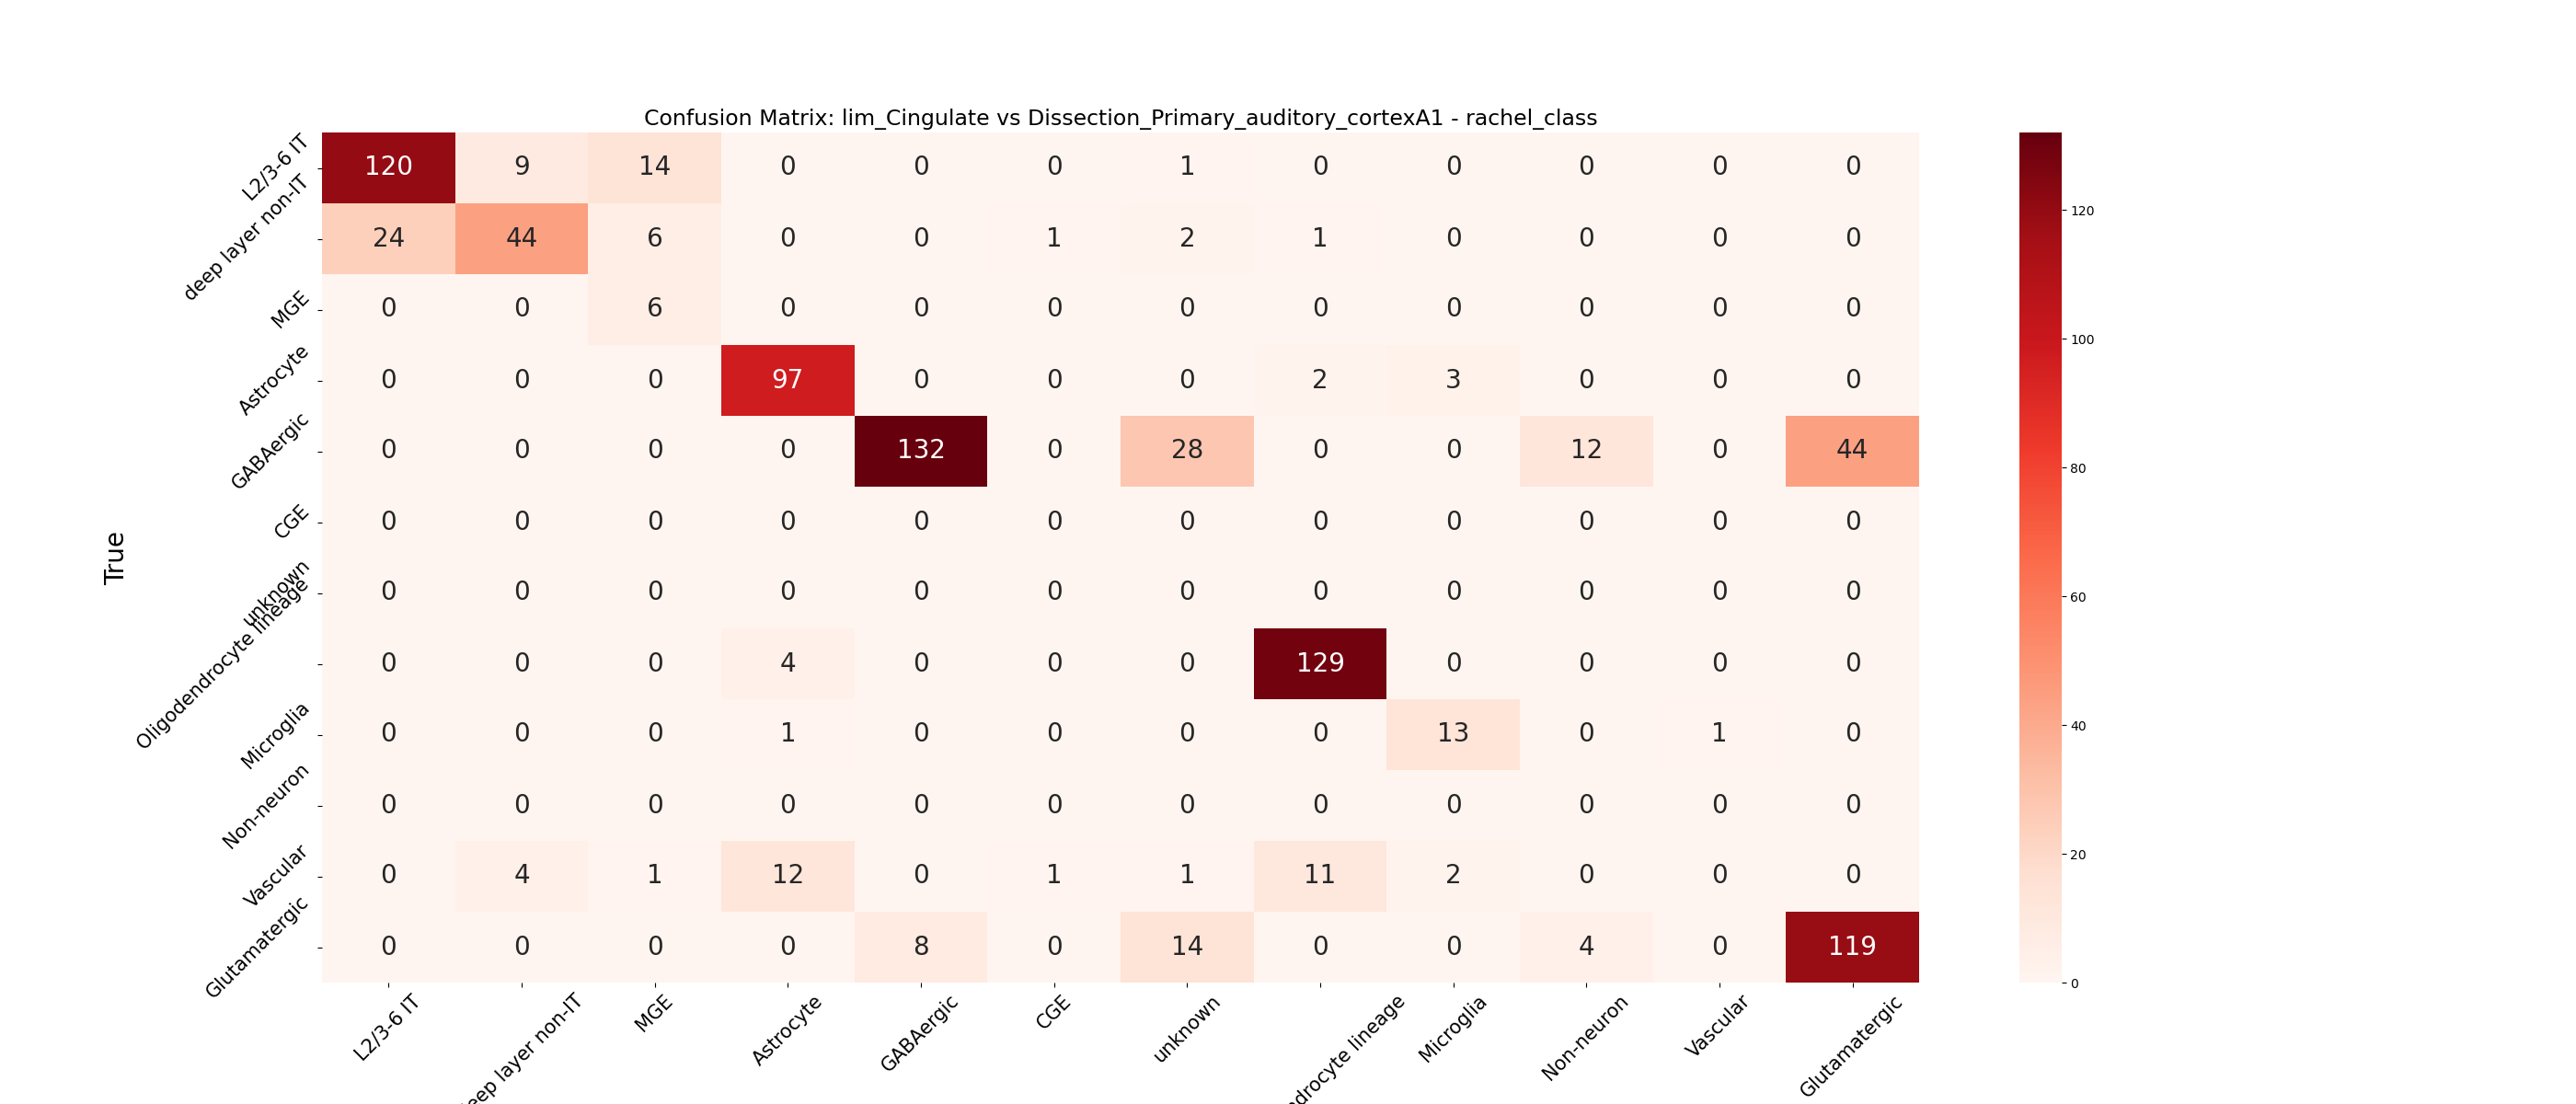 Confusion Matrix: lim_Cingulate vs Dissection_Primary_auditory_cortexA1 - rachel_class
True
L2/3-6 IT 120 9 14 0 0 0 1 0 0 0 0 0
deep layer non-IT 24 44 6 0 0 1 2 1 0 0 0 0
MGE 0 0 6 0 0 0 0 0 0 0 0 0
Astrocyte 0 0 0 97 0 0 0 2 3 0 0 0
GABAergic 0 0 0 0 132 0 28 0 0 12 0 44
CGE 0 0 0 0 0 0 0 0 0 0 0 0
unknown 0 0 0 0 0 0 0 0 0 0 0 0
Oligodendrocyte lineage 0 0 0 4 0 0 0 129 0 0 0 0
Microglia 0 0 0 1 0 0 0 0 13 0 1 0
Non-neuron 0 0 0 0 0 0 0 0 0 0 0 0
Vascular 0 4 1 12 0 1 1 11 2 0 0 0
Glutamatergic 0 0 0 0 8 0 14 0 0 4 0 119
L2/3-6 IT
eep layer non-IT
MGE
Astrocyte
GABAergic
CGE
unknown
ndrocyte lineage
Microglia
Non-neuron
Vascular
Glutamatergic
120
100
80
60
40
20
0